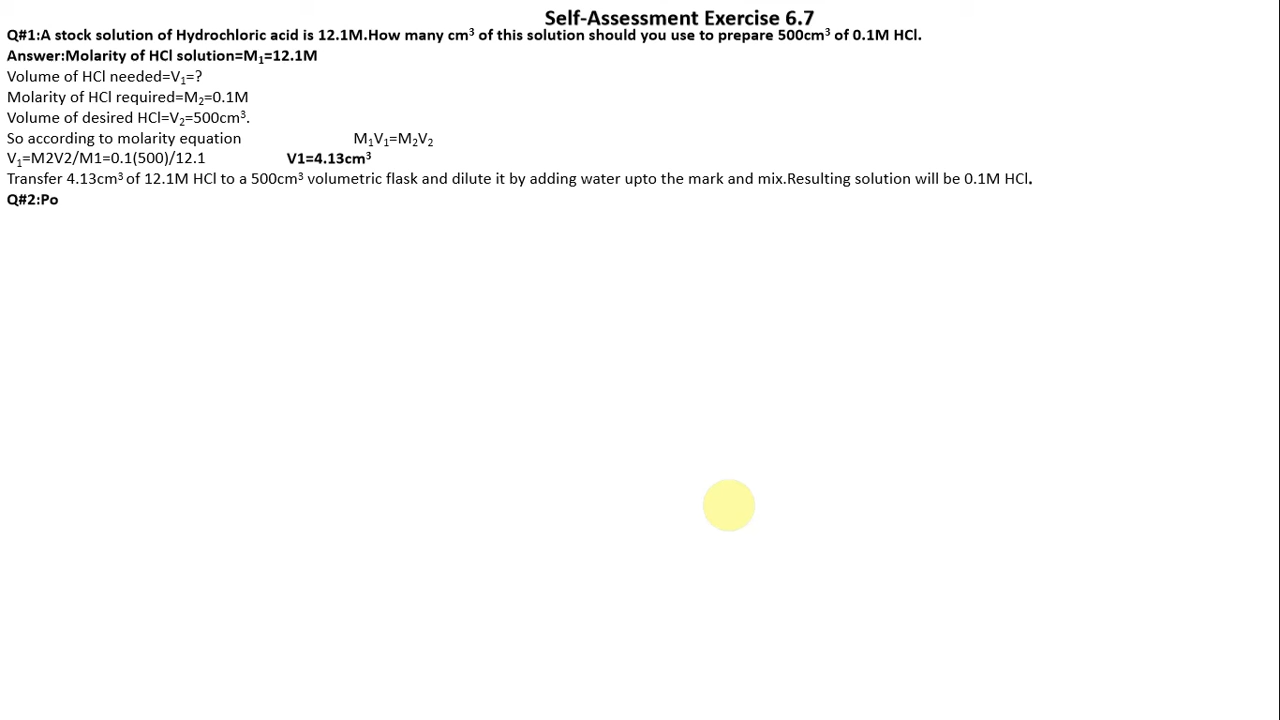 Self-Assessment Exercise 6.7
Q#1:A stock solution of Hydrochloric acid is 12.1M.How many cm³ of this solution should you use to prepare 500cm³ of 0.1M HCl.
Answer:Molarity of HCl solution=M₁=12.1M
Volume of HCl needed=V₁=?
Molarity of HCl required=M₂=0.1M
Volume of desired HCl=V₂=500cm³.
So according to molarity equation M₁V₁=M₂V₂
V₁=M2V2/M1=0.1(500)/12.1 V1=4.13cm³
Transfer 4.13cm³ of 12.1M HCl to a 500cm³ volumetric flask and dilute it by adding water upto the mark and mix.Resulting solution will be 0.1M HCl.
Q#2:Po